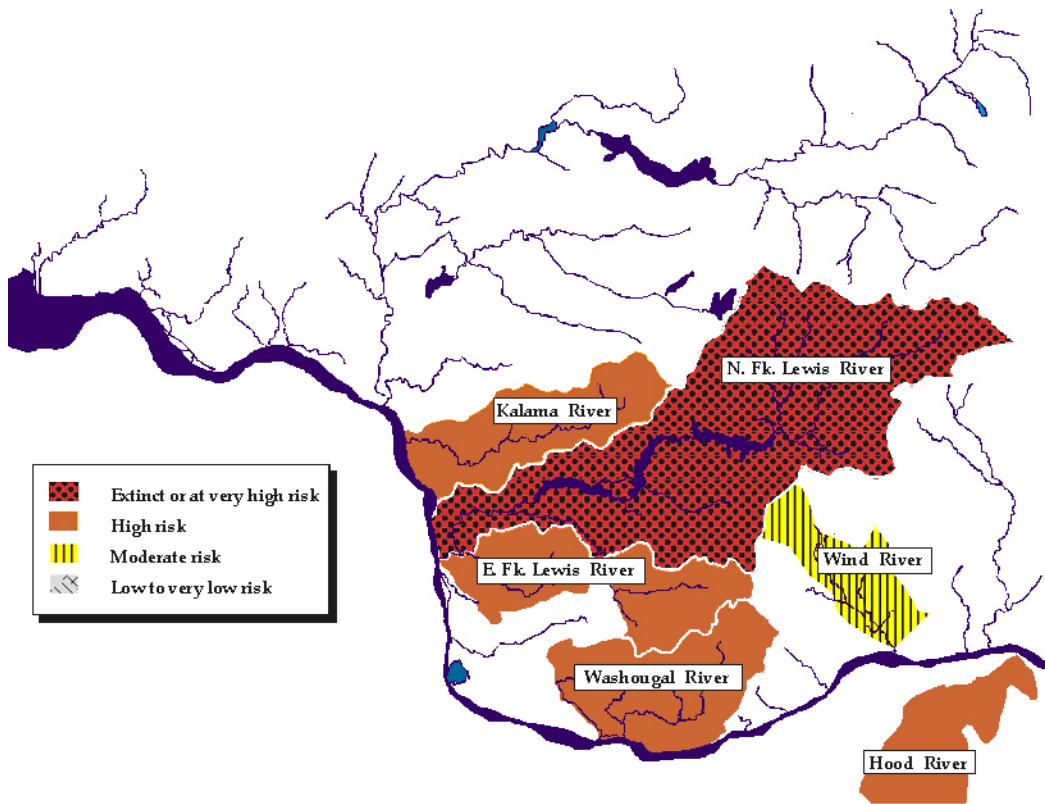 N. Fk. Lewis River
Kalama River
Extinct or at very high risk
High risk
Moderate risk
Low to very low risk
E. Fk. Lewis River
Wind River
Washougal River
Hood River